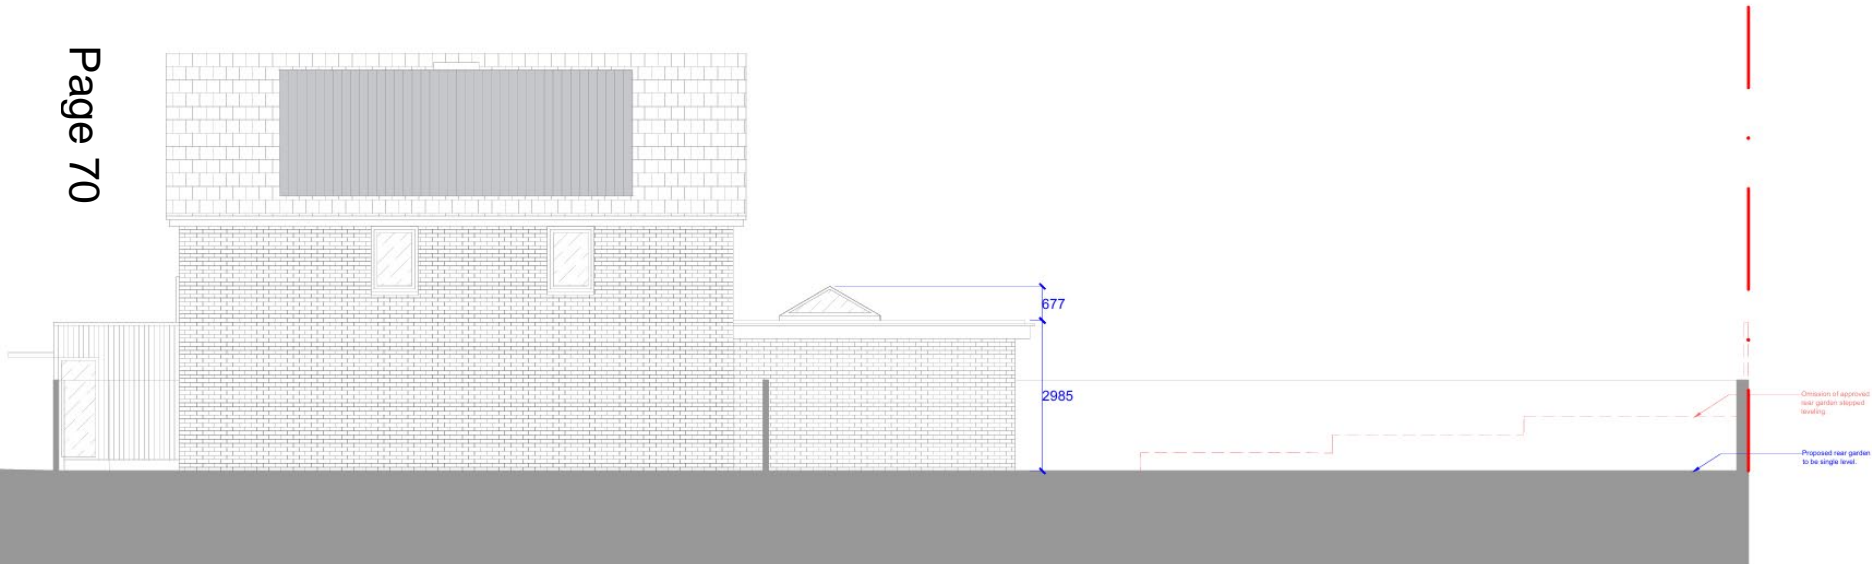 Page 70
677
2985
Omission of approved
rear garden stepped
leveling.
Proposed rear garden
to be single level.